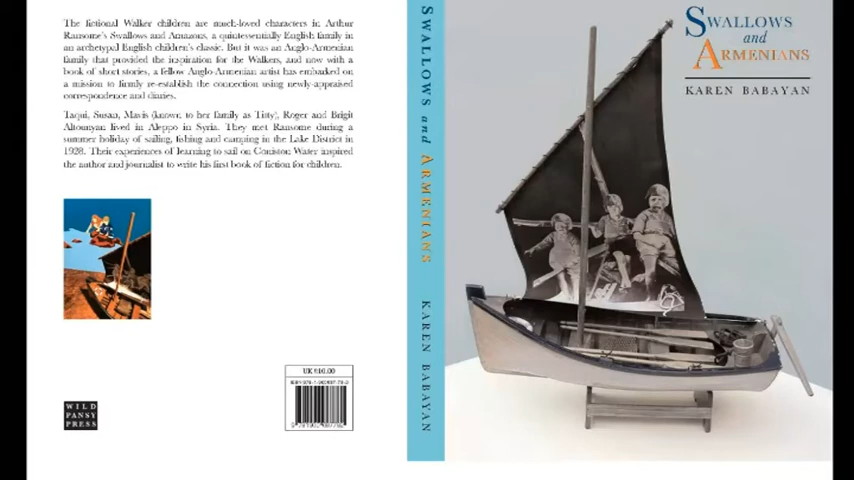 The fictional Walker children are much-loved characters in Arthur
Ransome's Swallows and Amazons, a quintessentially English family in
an archetypal English children's classic. But it was an Anglo-Armenian
family that provided the inspiration for the Walkers, and now with a
book of short stories, a fellow Anglo-Armenian artist has embarked on
a mission to firmly re-establish the connection using newly-appraised
correspondence and diaries.
Taqui, Susan, Mavis (known to her family as Titty), Roger and Brigit
Altounyan lived in Aleppo in Syria. They met Ransome during a
summer holiday of sailing, fishing and camping in the Lake District in
1928. Their experiences of learning to sail on Coniston Water inspired
the author and journalist to write his first book of fiction for children.
WILD
PANSY
PRESS
UK £10.00
SWALLOWS and ARMENIANS
KAREN BABAYAN
SWALLOWS
and
ARMENIANS
KAREN BABAYAN